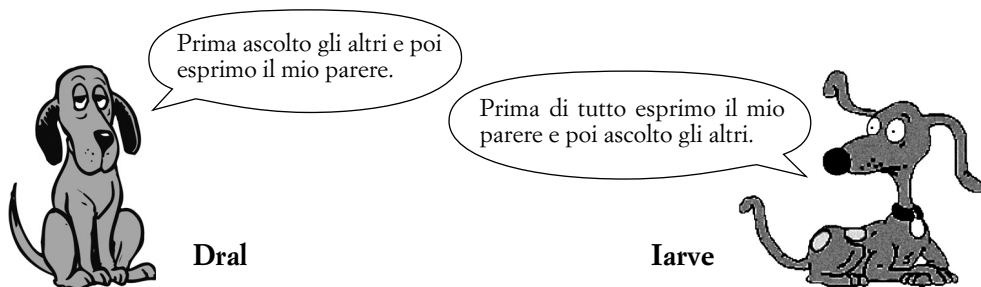 Prima ascolto gli altri e poi
esprimo il mio parere.
Prima di tutto esprimo il mio
parere e poi ascolto gli altri.
Dral
Iarve